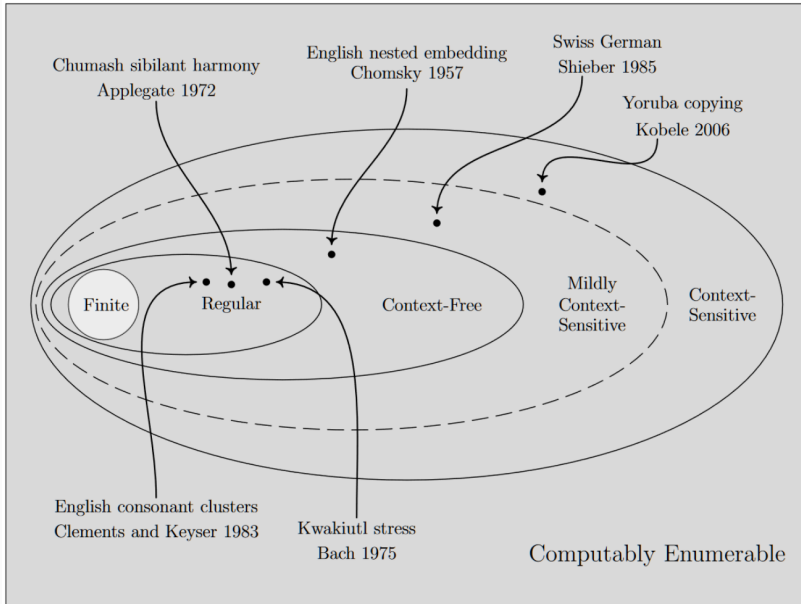 Chumash sibilant harmony
Applegate 1972
English nested embedding
Chomsky 1957
Swiss German
Shieber 1985
Yoruba copying
Kobele 2006
Finite
Regular
Context-Free
Mildly
Context-
Sensitive
Context-
Sensitive
English consonant clusters
Clements and Keyser 1983
Kwakiutl stress
Bach 1975
Computably Enumerable